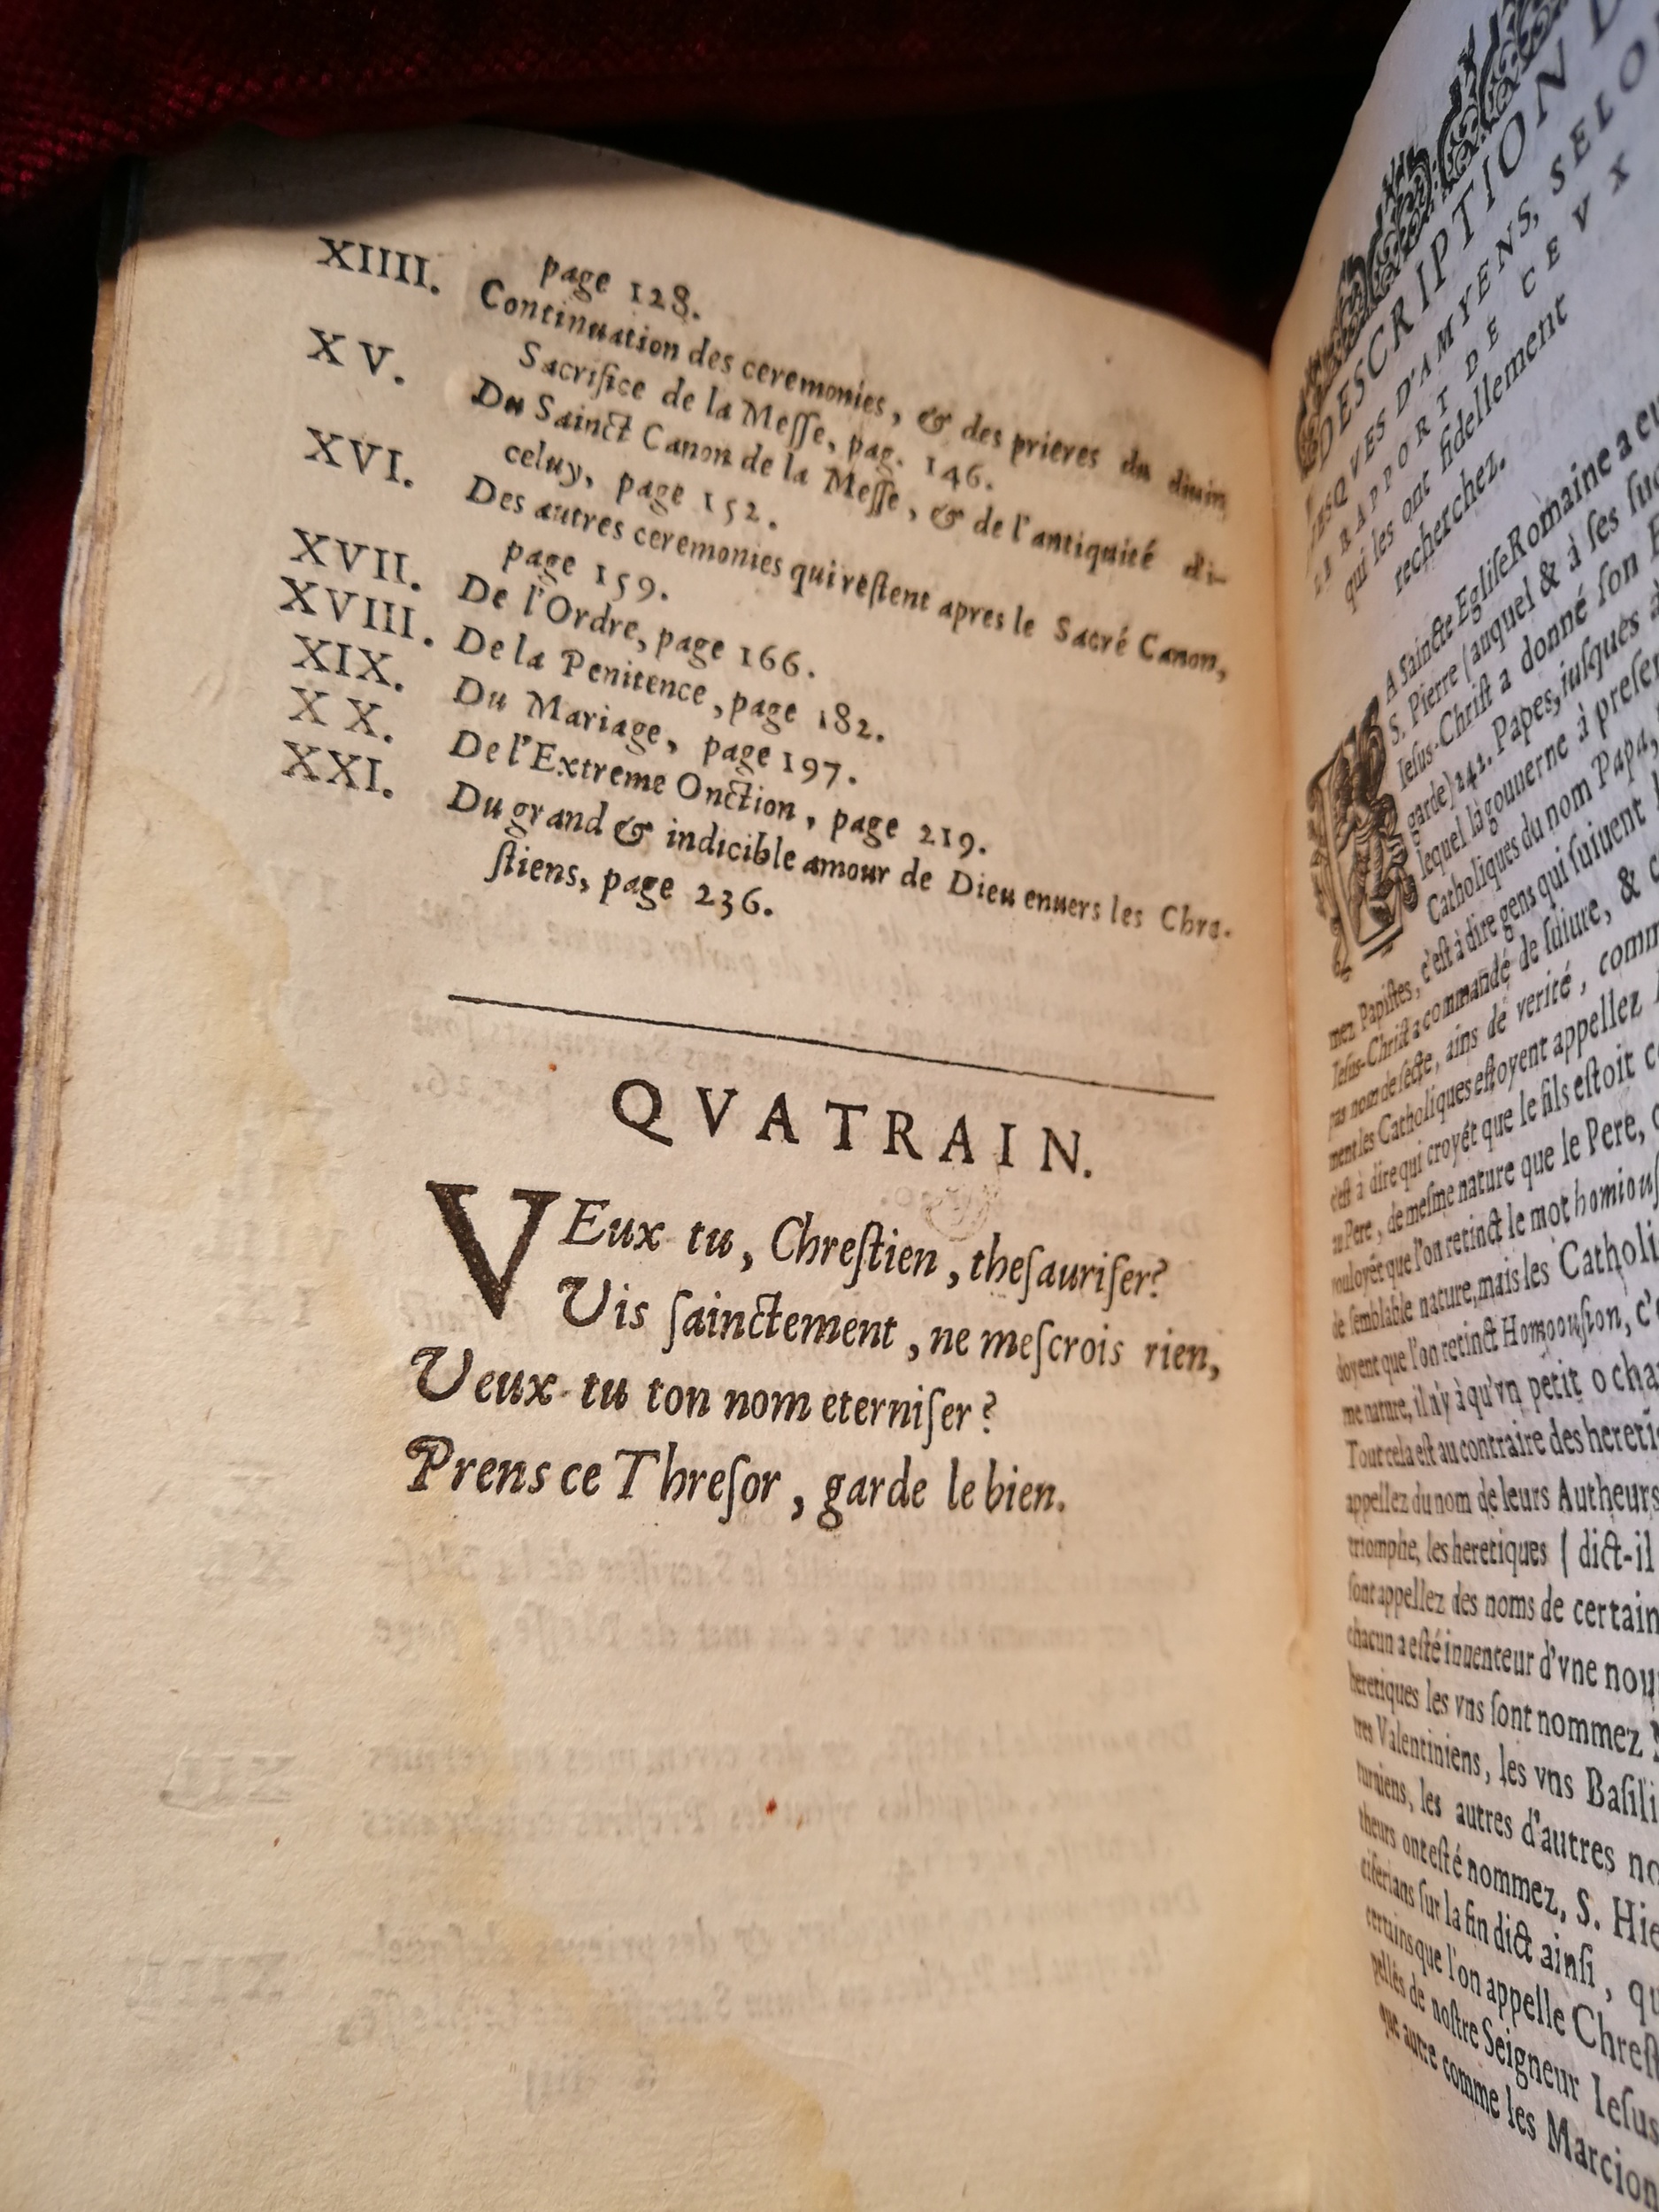 page 128.
XIIII. Continuation des ceremonies, & des prieres du diuin
Sacrifice de la Meſſe, pag. 146.
XV. Du Sainct Canon de la Meſſe, & de l'antiquité di-
celuy, page 152.
XVI. Des autres ceremonies qui reſtent apres le Sacré Canon,
page 159.
XVII. De l'Ordre, page 166.
XVIII. De la Penitence, page 182.
XIX. Du Mariage, page 197.
XX. De l'Extreme Onction, page 219.
XXI. Du grand & indicible amour de Dieu enuers les Chre-
ſtiens, page 236.
QVATRAIN.
VEux tu, Chreſtien, theſauriſer?
Vis ſainctement, ne meſcrois rien,
Veux-tu ton nom eterniſer?
Prens ce Threſor, garde le bien.
DESCRIPTION
D'AMYENS, SELO
RAPPORT DE CEVX
qui les ont fidellement
recherchez.
A Saincte Egliſe Romaine a eu
S. Pierre (auquel & à ſes ſuc
Ieſus-Chriſt a donné ſon
garde) 242. Papes, iuſques
lequel la gouuerne à preſen
Catholiques du nom Papa,
c'eſt à dire gens qui ſuiuent
mez Papiſtes,
Ieſus-Chriſt a commandé de ſuiure, &
pas nom de ſecte, ains de verité, comm
ment les Catholiques eſtoyent appellez
c'eſt à dire qui croyét que le fils eſtoit
au Pere, de meſme nature que le Pere,
vouloyét que l'on retinct le mot homiouſ
de ſemblable nature, mais les Catholi
doyent que l'on retinct Homoouſion, c'
me nature, il n'y à qu'vn petit o cha
Tout cela eſt au contraire des hereti
appellez du nom de leurs Autheurs
triomphe, les heretiques ( dict-il
ſont appellez des noms de certain
chacun a eſté inuenteur d'vne nou
heretiques les vns ſont nommez
tres Valentiniens, les vns Baſili
turniens, les autres d'autres no
theurs ont eſté nommez, S. Hie
ciferians ſur la fin dict ainſi, qu
certains que l'on appelle Chreſt
pellés de noſtre Seigneur Ieſus
que autre comme les Marcion